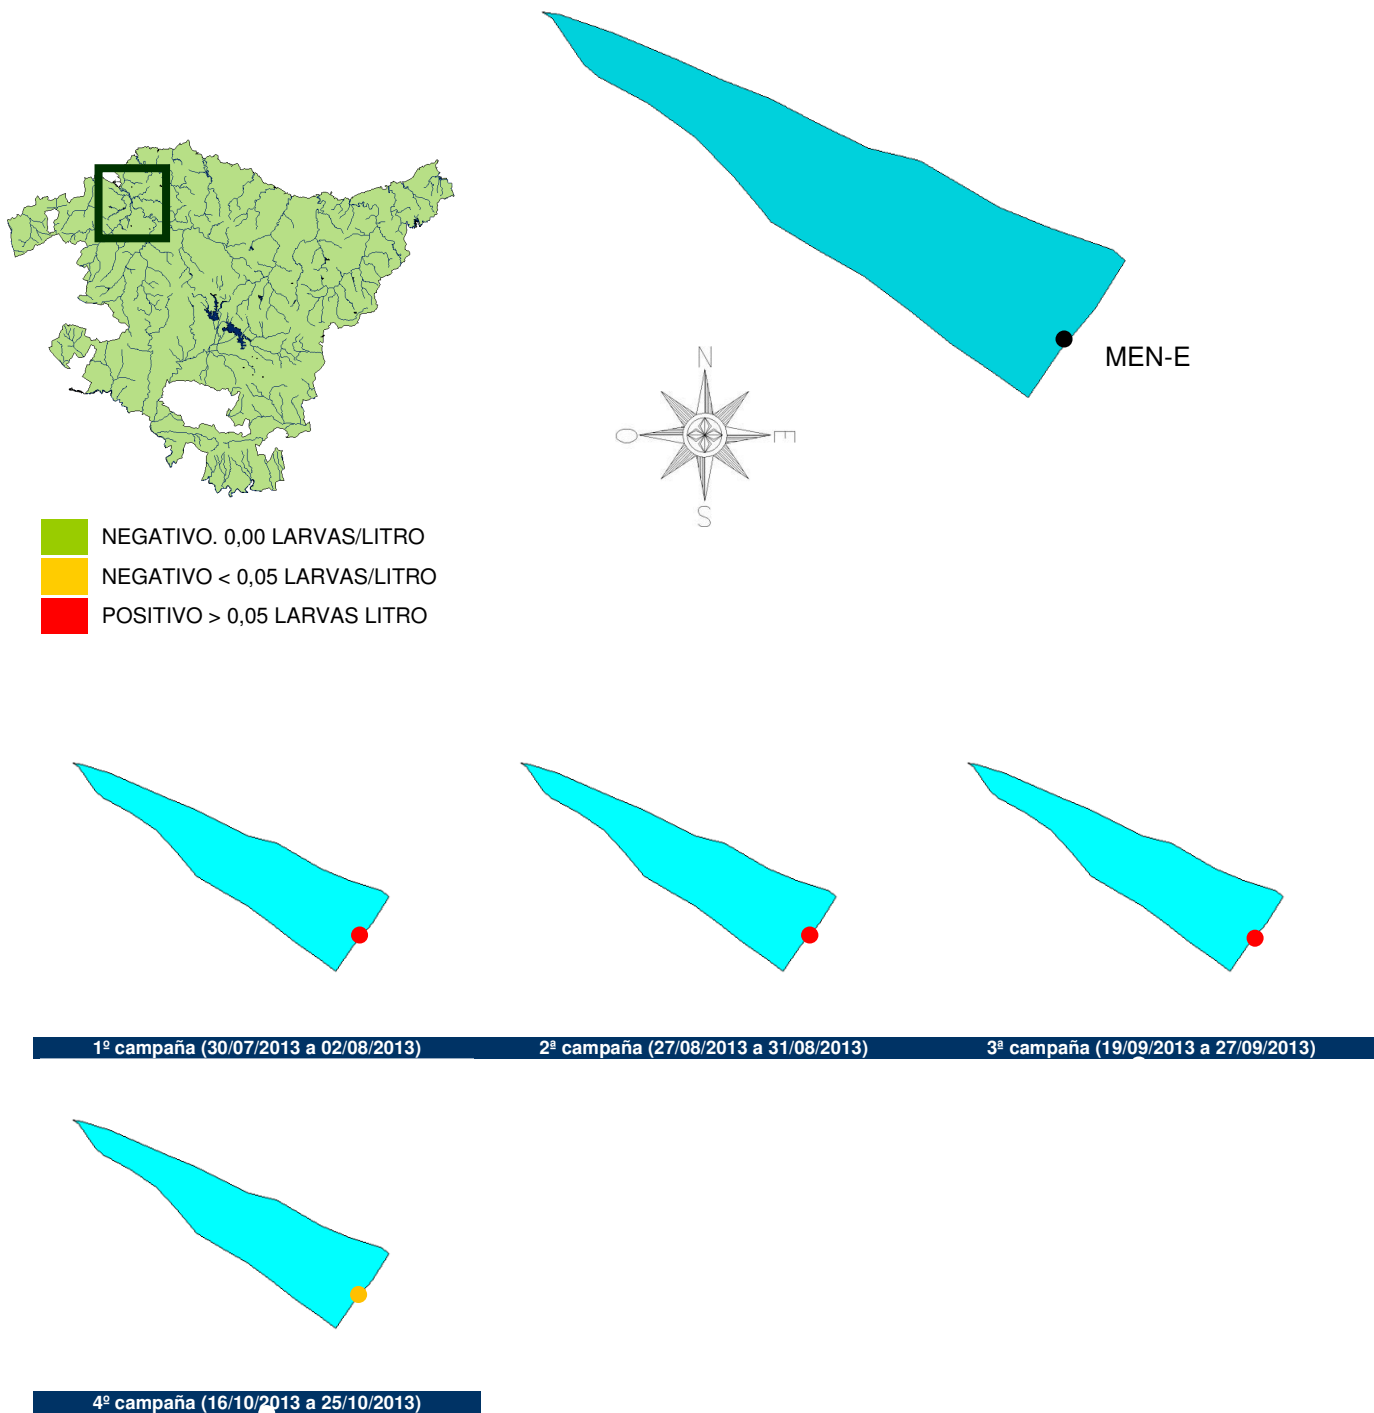 MEN-E
N
O
E
S
NEGATIVO. 0,00 LARVAS/LITRO
NEGATIVO < 0,05 LARVAS/LITRO
POSITIVO > 0,05 LARVAS LITRO
1º campaña (30/07/2013 a 02/08/2013)
2ª campaña (27/08/2013 a 31/08/2013)
3ª campaña (19/09/2013 a 27/09/2013)
4º campaña (16/10/2013 a 25/10/2013)